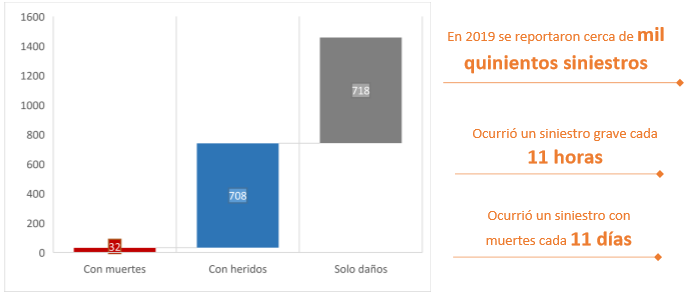 1600
1400
1200
1000
800
600
400
200
0
718
708
32
Con muertes
Con heridos
Solo daños
En 2019 se reportaron cerca de mil
quinientos siniestros
Ocurrió un siniestro grave cada
11 horas
Ocurrió un siniestro con
muertes cada 11 días